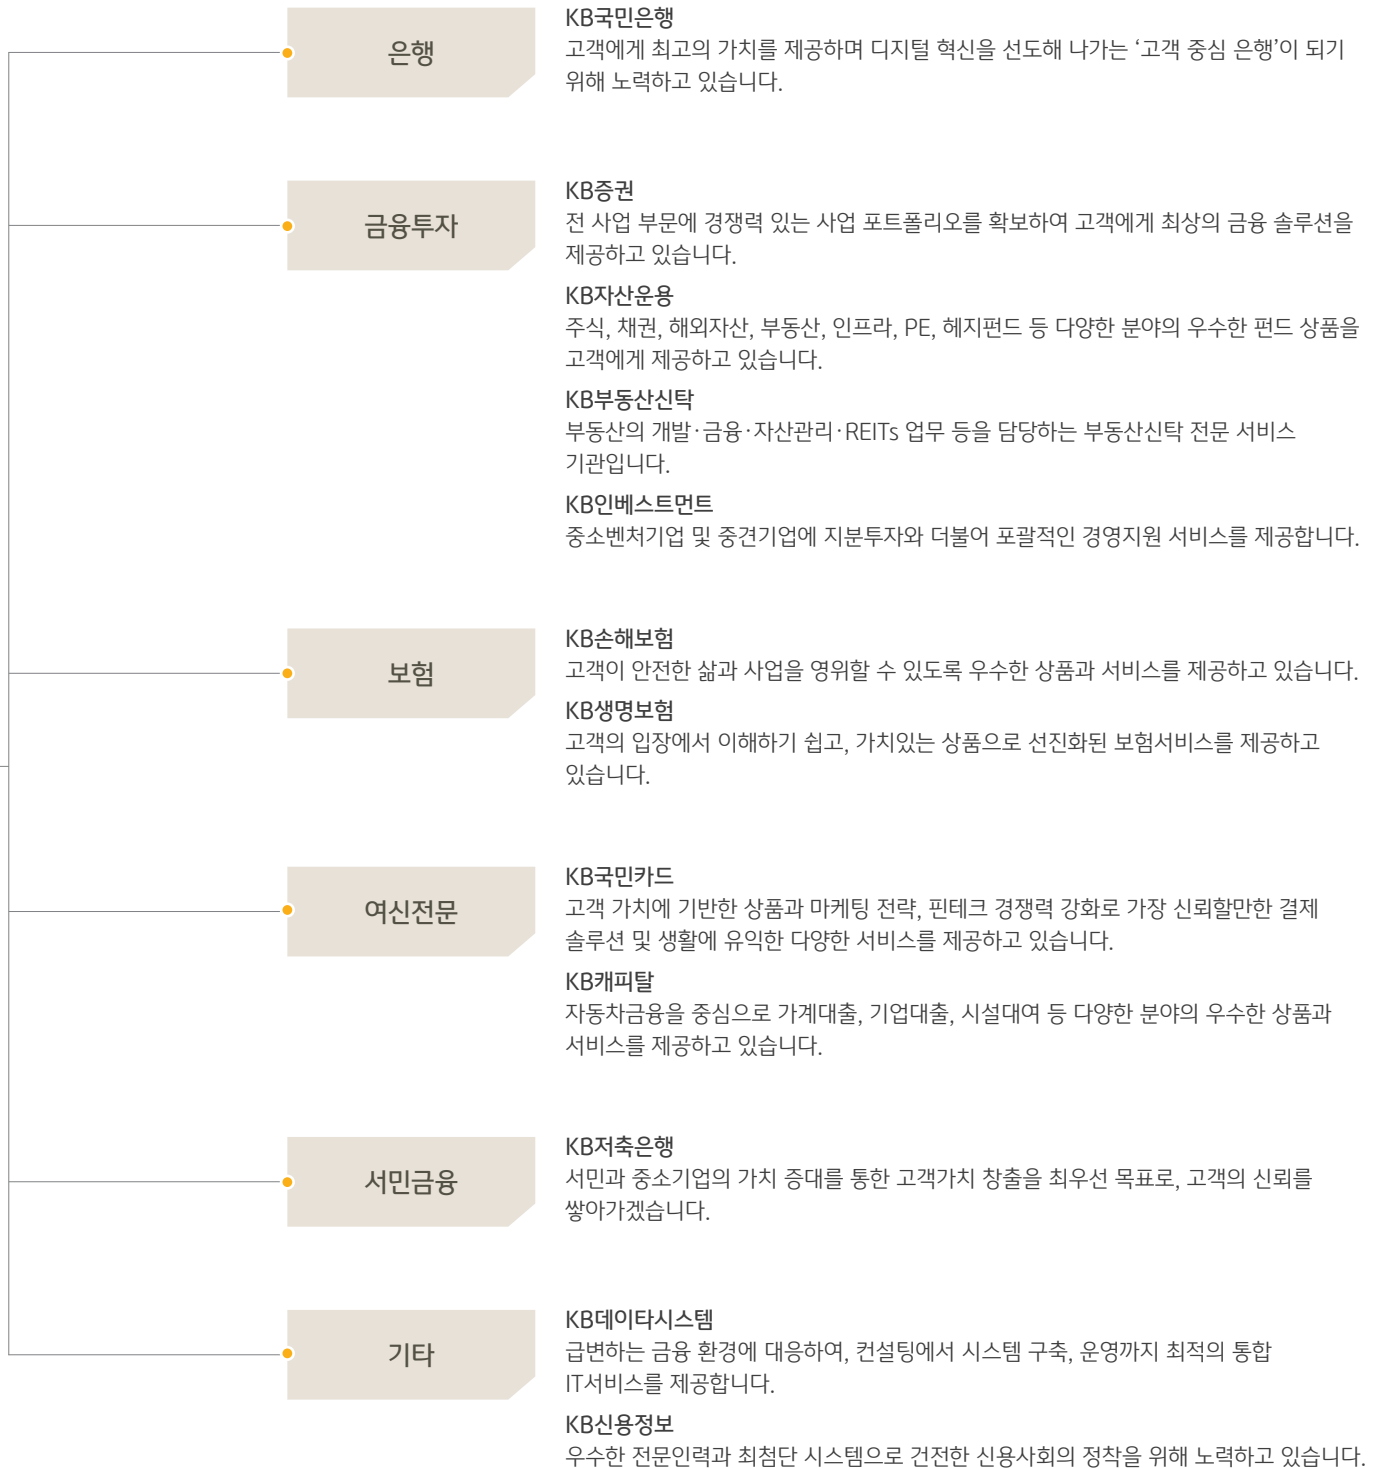 은행
KB국민은행
고객에게 최고의 가치를 제공하며 디지털 혁신을 선도해 나가는 ‘고객 중심 은행’이 되기
위해 노력하고 있습니다.
금융투자
KB증권
전 사업 부문에 경쟁력 있는 사업 포트폴리오를 확보하여 고객에게 최상의 금융 솔루션을
제공하고 있습니다.
KB자산운용
주식, 채권, 해외자산, 부동산, 인프라, PE, 헤지펀드 등 다양한 분야의 우수한 펀드 상품을
고객에게 제공하고 있습니다.
KB부동산신탁
부동산의 개발·금융·자산관리·REITs 업무 등을 담당하는 부동산신탁 전문 서비스
기관입니다.
KB인베스트먼트
중소벤처기업 및 중견기업에 지분투자와 더불어 포괄적인 경영지원 서비스를 제공합니다.
보험
KB손해보험
고객이 안전한 삶과 사업을 영위할 수 있도록 우수한 상품과 서비스를 제공하고 있습니다.
KB생명보험
고객의 입장에서 이해하기 쉽고, 가치있는 상품으로 선진화된 보험서비스를 제공하고
있습니다.
여신전문
KB국민카드
고객 가치에 기반한 상품과 마케팅 전략, 핀테크 경쟁력 강화로 가장 신뢰할만한 결제
솔루션 및 생활에 유익한 다양한 서비스를 제공하고 있습니다.
KB캐피탈
자동차금융을 중심으로 가계대출, 기업대출, 시설대여 등 다양한 분야의 우수한 상품과
서비스를 제공하고 있습니다.
서민금융
KB저축은행
서민과 중소기업의 가치 증대를 통한 고객가치 창출을 최우선 목표로, 고객의 신뢰를
쌓아가겠습니다.
기타
KB데이타시스템
급변하는 금융 환경에 대응하여, 컨설팅에서 시스템 구축, 운영까지 최적의 통합
IT서비스를 제공합니다.
KB신용정보
우수한 전문인력과 최첨단 시스템으로 건전한 신용사회의 정착을 위해 노력하고 있습니다.